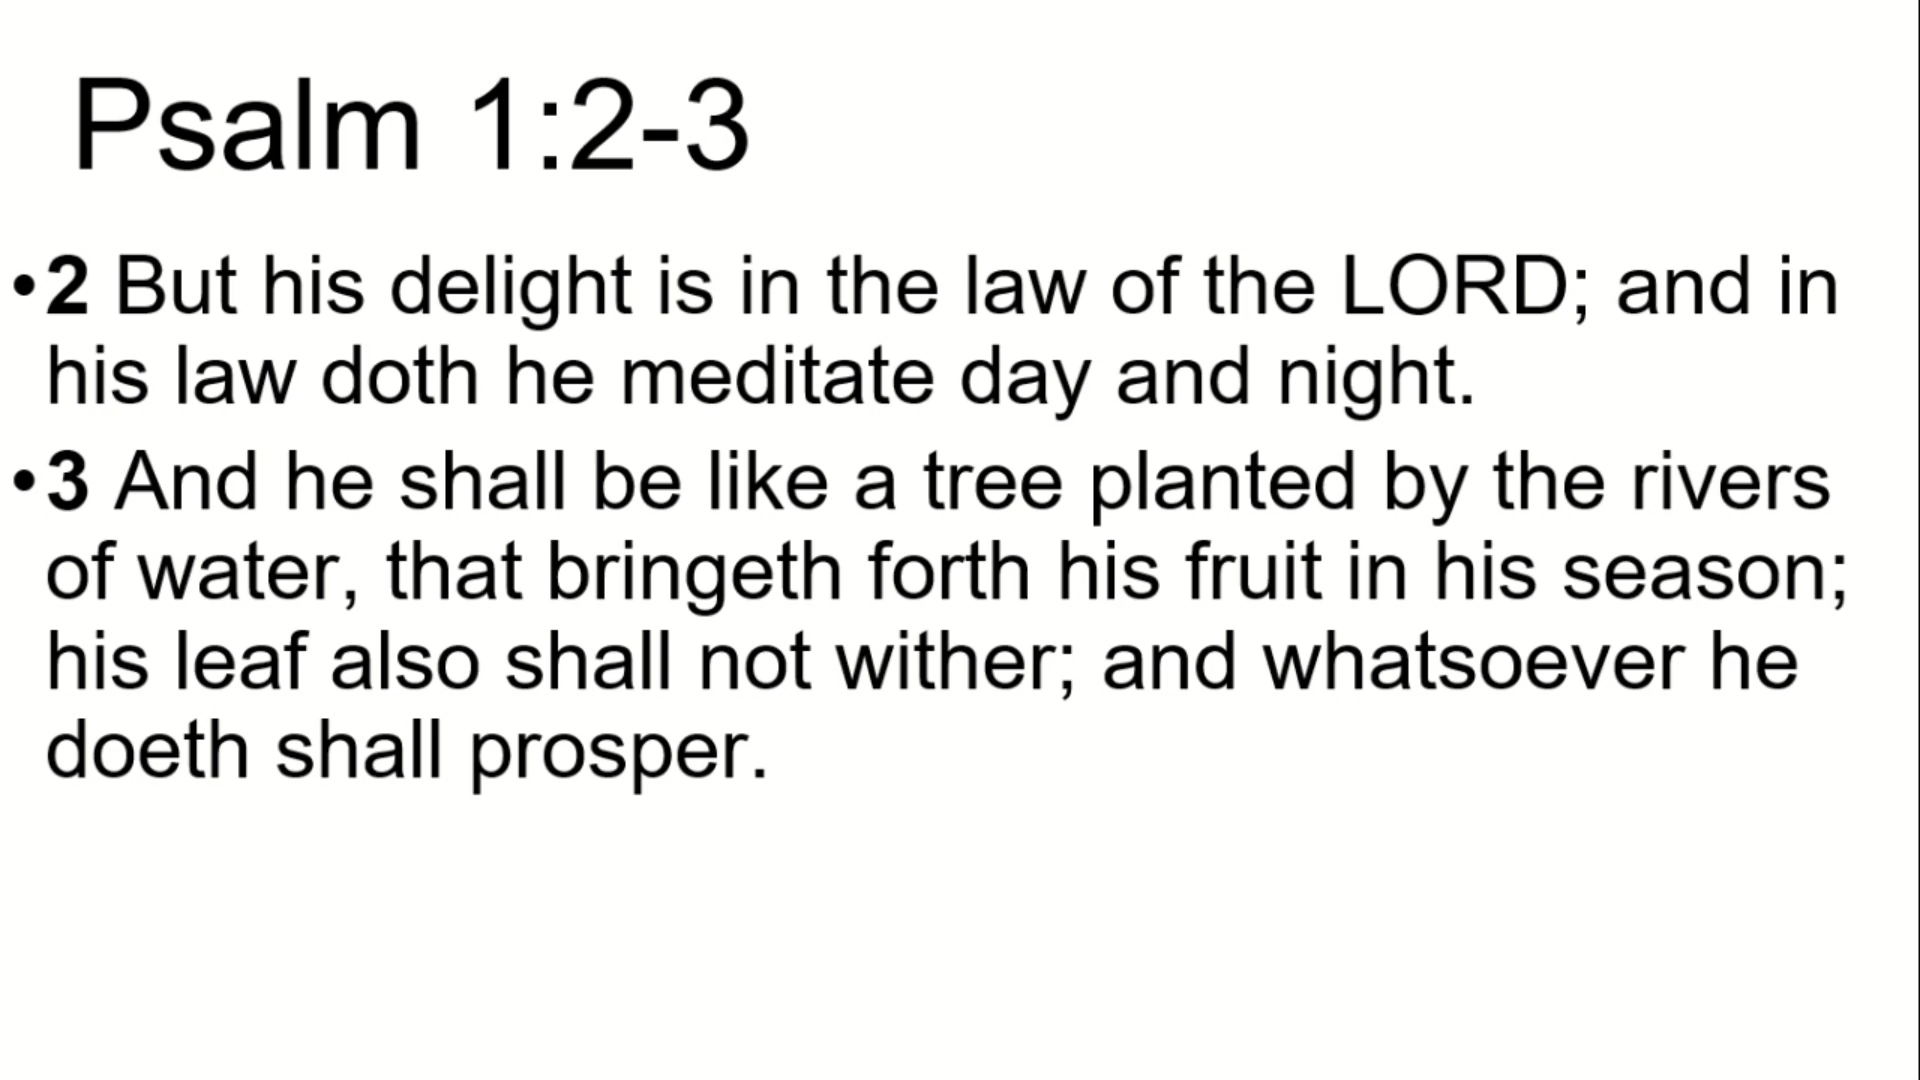 Psalm 1:2-3
•2 But his delight is in the law of the LORD; and in
his law doth he meditate day and night.
•3 And he shall be like a tree planted by the rivers
of water, that bringeth forth his fruit in his season;
his leaf also shall not wither; and whatsoever he
doeth shall prosper.